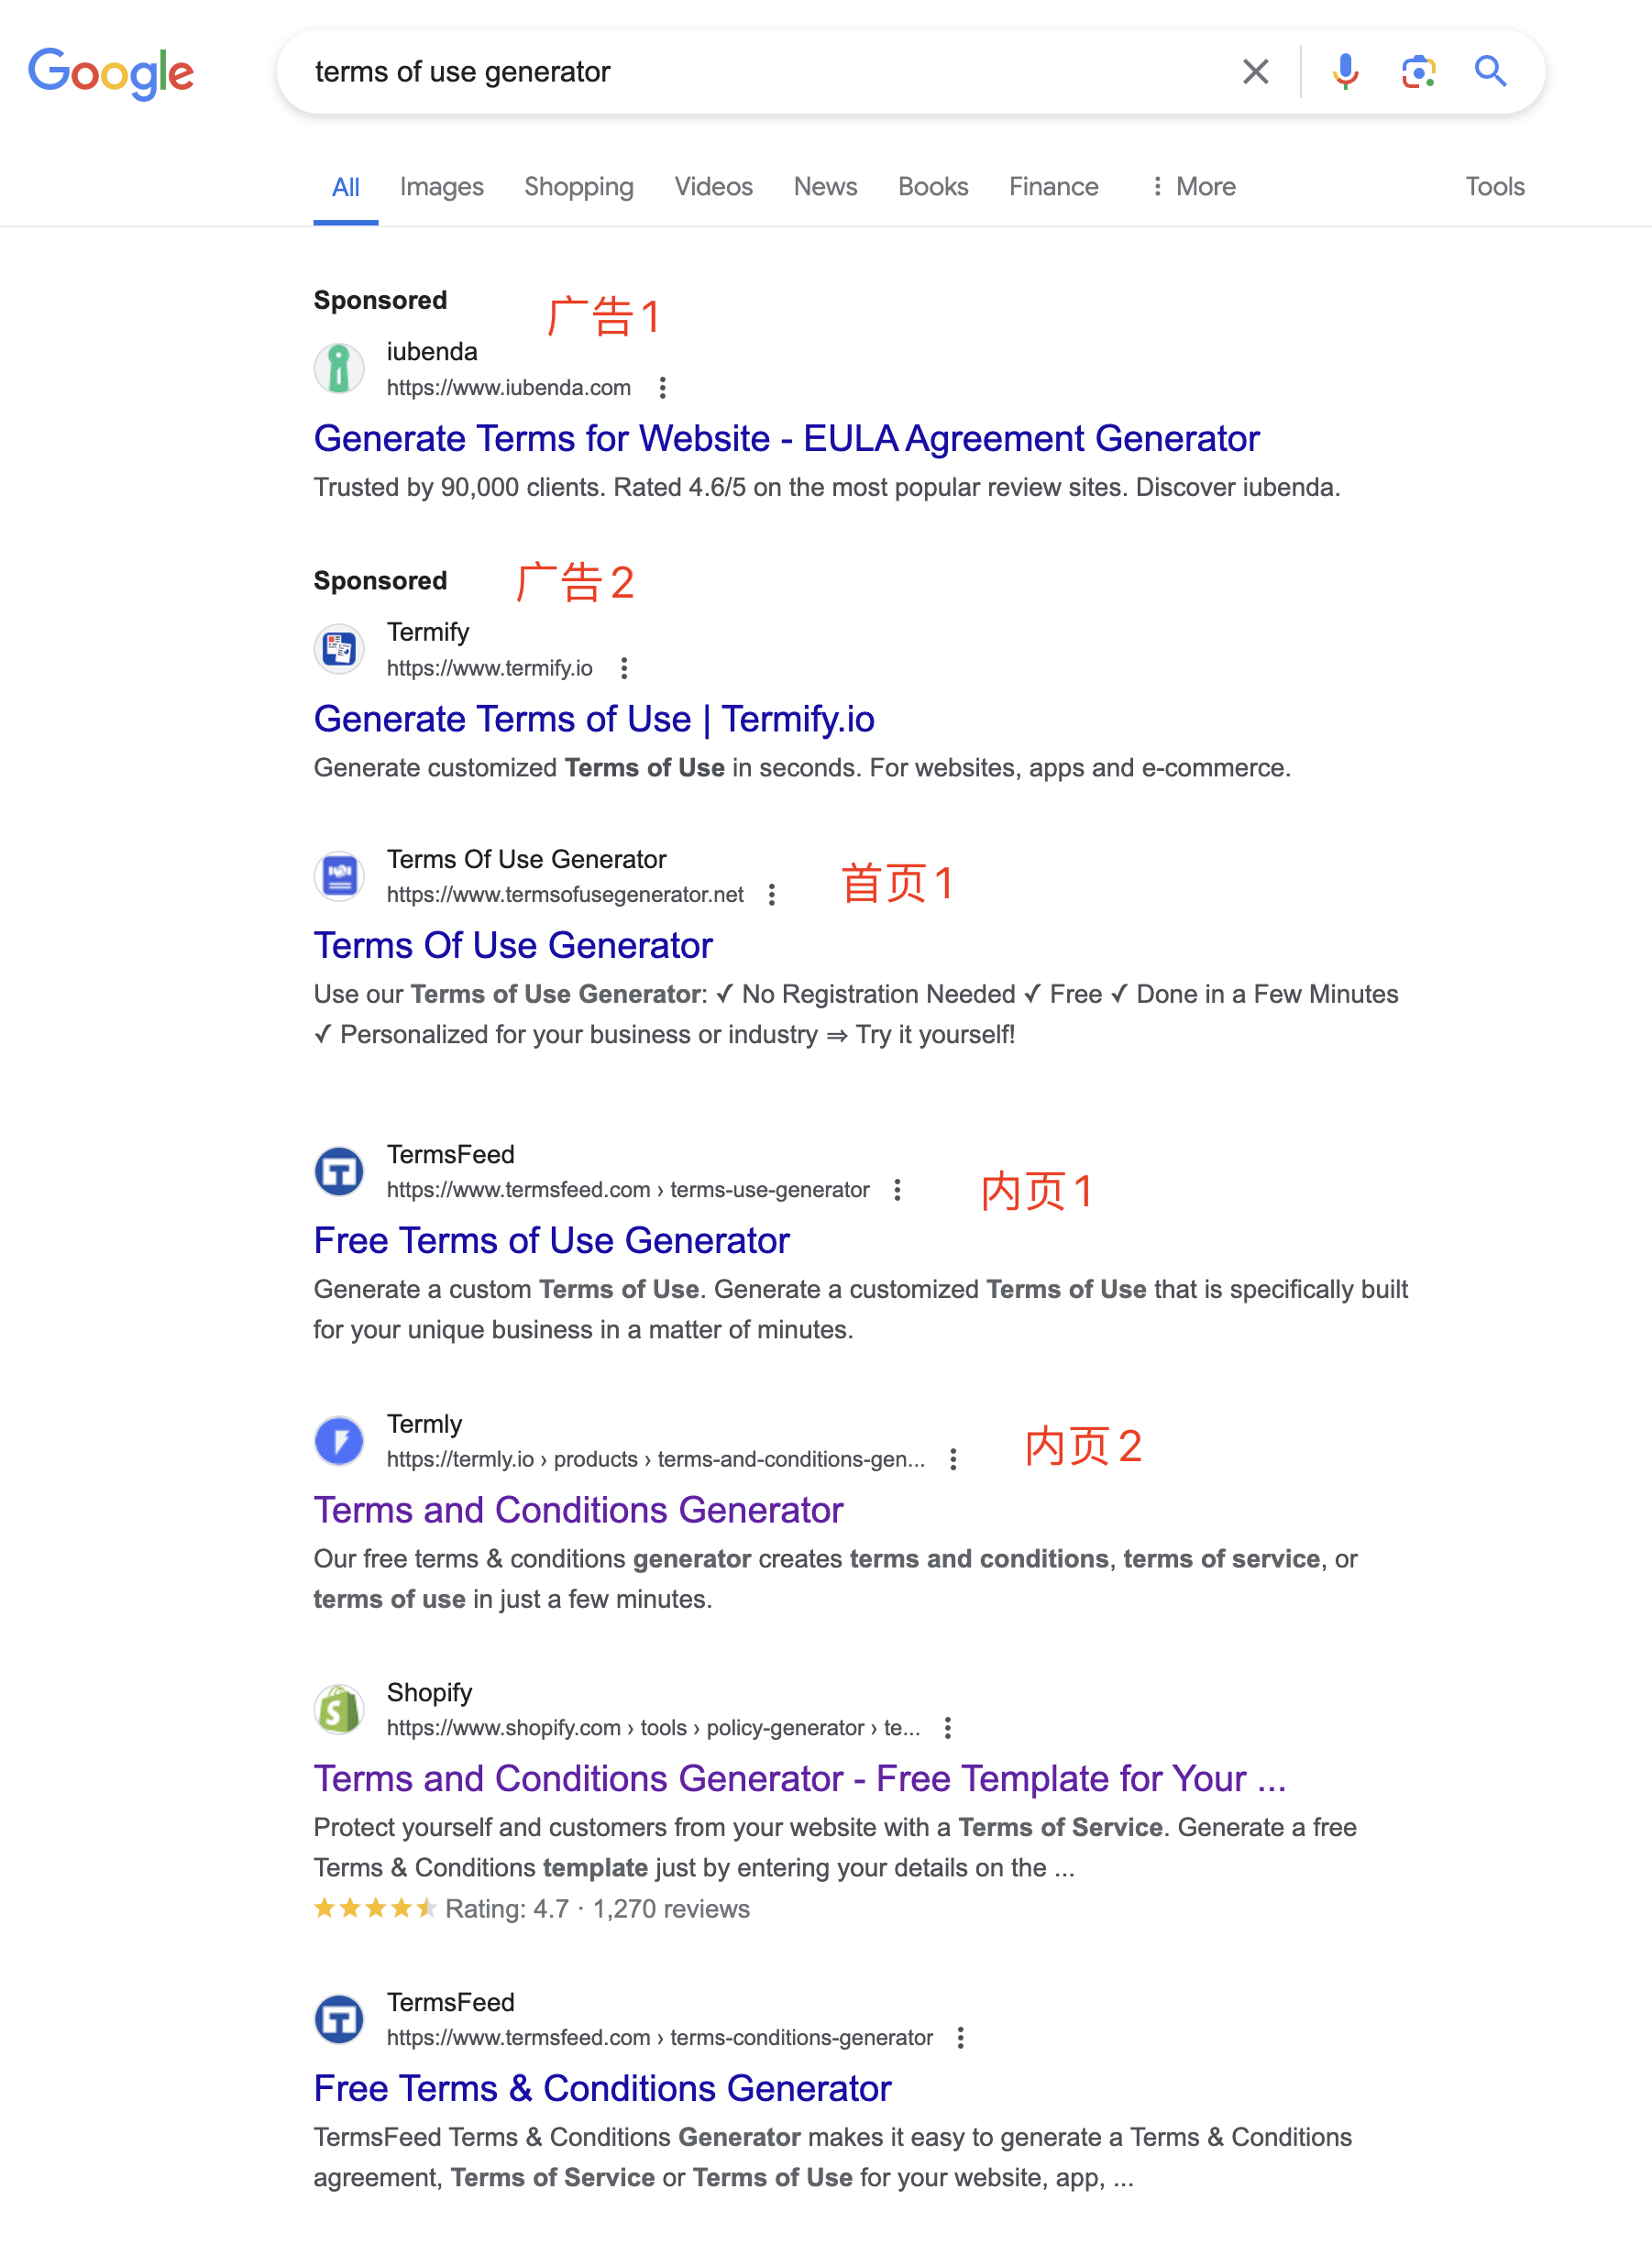 Google
terms of use generator
All Images Shopping Videos News Books Finance More Tools
Sponsored
广告1
iubenda
https://www.iubenda.com
Generate Terms for Website - EULA Agreement Generator
Trusted by 90,000 clients. Rated 4.6/5 on the most popular review sites. Discover iubenda.
Sponsored
广告2
Termify
https://www.termify.io
Generate Terms of Use | Termify.io
Generate customized Terms of Use in seconds. For websites, apps and e-commerce.
Terms Of Use Generator
https://www.termsofusegenerator.net
首页1
Terms Of Use Generator
Use our Terms of Use Generator: ✓ No Registration Needed ✓ Free ✓ Done in a Few Minutes
✓ Personalized for your business or industry ⇒ Try it yourself!
TermsFeed
https://www.termsfeed.com › terms-use-generator
内页1
Free Terms of Use Generator
Generate a custom Terms of Use. Generate a customized Terms of Use that is specifically built
for your unique business in a matter of minutes.
Termly
https://termly.io › products › terms-and-conditions-gen...
内页2
Terms and Conditions Generator
Our free terms & conditions generator creates terms and conditions, terms of service, or
terms of use in just a few minutes.
Shopify
https://www.shopify.com › tools › policy-generator › te...
Terms and Conditions Generator - Free Template for Your ...
Protect yourself and customers from your website with a Terms of Service. Generate a free
Terms & Conditions template just by entering your details on the ...
Rating: 4.7 · 1,270 reviews
TermsFeed
https://www.termsfeed.com › terms-conditions-generator
Free Terms & Conditions Generator
TermsFeed Terms & Conditions Generator makes it easy to generate a Terms & Conditions
agreement, Terms of Service or Terms of Use for your website, app, ...